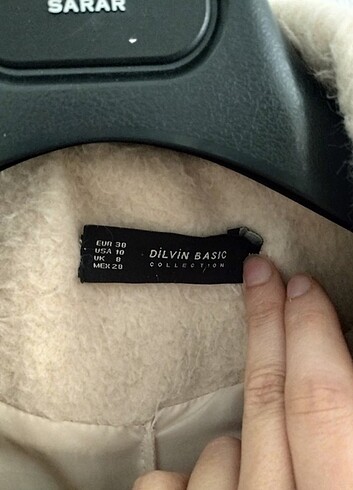 SARAR
EUR 38
USA 10
UK 8
MEX 28
DİLVİN BASIC
COLLECTION